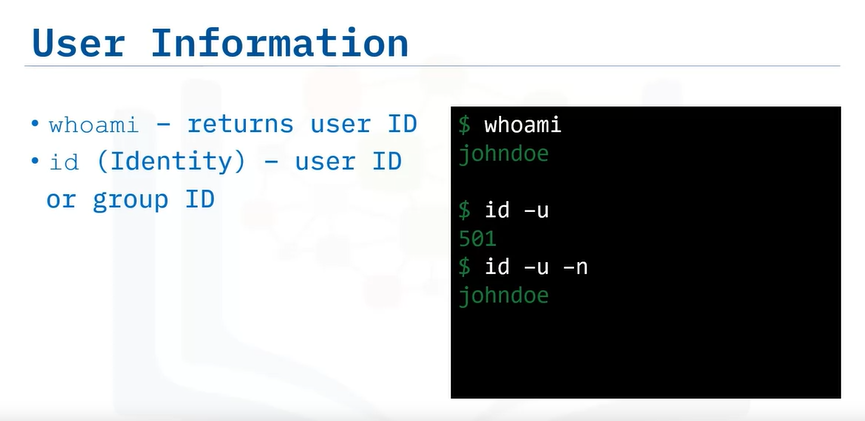 User Information
• whoami – returns user ID
• id (Identity) – user ID
or group ID
$ whoami
johndoe
$ id –u
501
$ id –u –n
johndoe